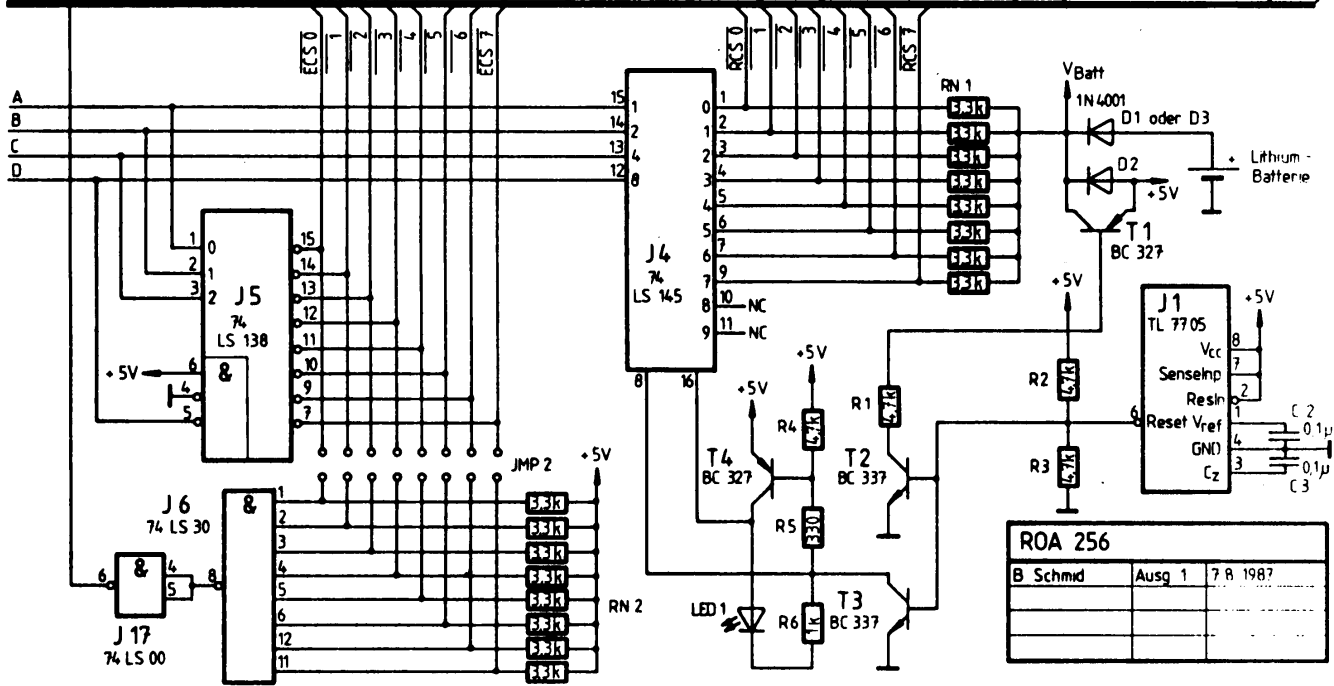 ECS 0
1
2
3
4
5
6
ECS 7
RCS 0
1
2
3
4
5
6
RCS 7
A
B
C
D
15 1
14 2
13 4
12 8
J4
74
LS 145
0 1
1 2
2 3
3 4
4 5
5 6
6 7
7 9
8 10 NC
9 11 NC
8 16
RN 1
3,3k
3,3k
3,3k
3,3k
3,3k
3,3k
3,3k
3,3k
VBatt
1N 4001
D1 oder D3
D2
+5V
+
Lithium -
Batterie
T1
BC 327
1 0
2 1
3 2
J5
74
LS 138
+5V 6 &
4
5
15
14
13
12
11
10
9
7
JMP 2
+5V
J6
74 LS 30
&
8
1
2
3
4
5
6
12
11
3,3k
3,3k
3,3k
3,3k
3,3k
3,3k
3,3k
3,3k
RN 2
6 & 4
5
J 17
74 LS 00
+5V
T4
BC 327
+5V
R4
4,7k
R5
330
R6
1k
LED 1
R1
4,7k
T2
BC 337
T3
BC 337
+5V
R2
4,7k
R3
4,7k
J1
TL 7705
+5V
Vcc 8
SenseInp 7
ResIn 2
6 Reset Vref 1
GND 4
Cz 3
C 2
0,1µ
0,1µ
C 3
ROA 256
B Schmid Ausg 1 7 8 1987